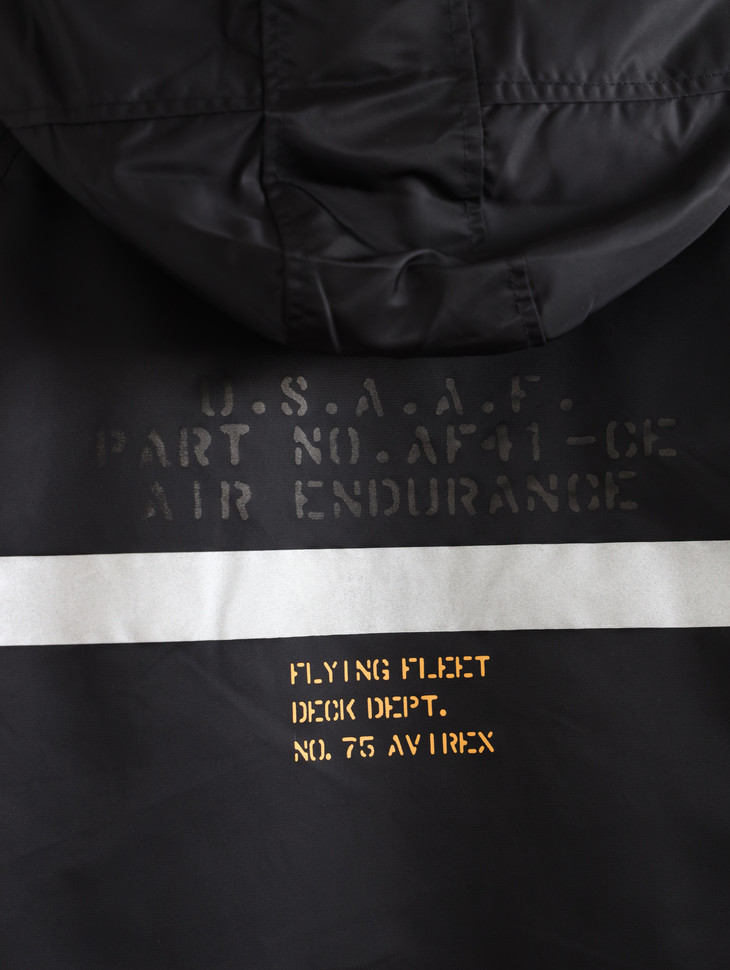 U.S.A.A.F.
PART NO.AF41-CE
AIR ENDURANCE
FLYING FLEET
DECK DEPT.
NO. 75 AVIREX